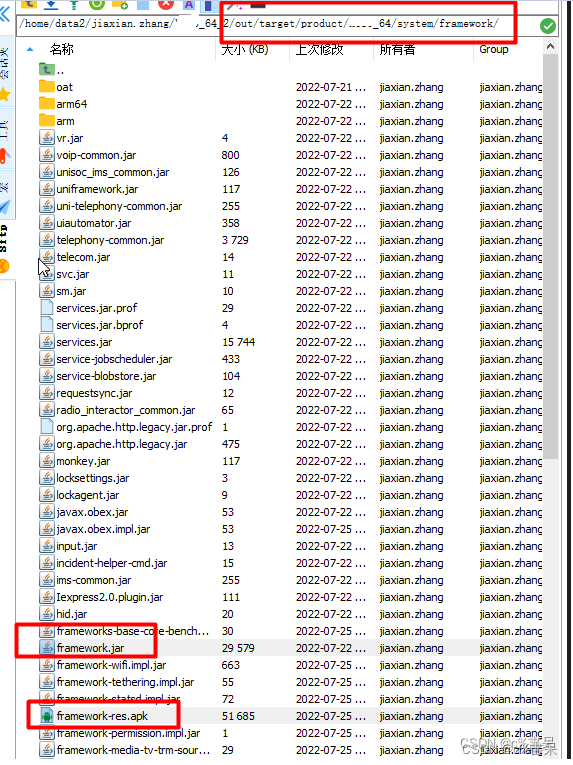 /home/data2/jiaxian.zhang/ _64_2/out/target/product/ _64/system/framework/
名称 大小 (KB) 上次修改 所有者 Group
..
oat 2022-07-21 ... jiaxian.zhang jiaxian.zhang
arm64 2022-07-22 ... jiaxian.zhang jiaxian.zhang
arm 2022-07-22 ... jiaxian.zhang jiaxian.zhang
vr.jar 4 2022-07-22 ... jiaxian.zhang jiaxian.zhang
voip-common.jar 800 2022-07-22 ... jiaxian.zhang jiaxian.zhang
unisoc_ims_common.jar 126 2022-07-22 ... jiaxian.zhang jiaxian.zhang
uniframework.jar 117 2022-07-22 ... jiaxian.zhang jiaxian.zhang
uni-telephony-common.jar 255 2022-07-22 ... jiaxian.zhang jiaxian.zhang
uiautomator.jar 358 2022-07-22 ... jiaxian.zhang jiaxian.zhang
telephony-common.jar 3 729 2022-07-22 ... jiaxian.zhang jiaxian.zhang
telecom.jar 14 2022-07-22 ... jiaxian.zhang jiaxian.zhang
svc.jar 11 2022-07-22 ... jiaxian.zhang jiaxian.zhang
sm.jar 10 2022-07-22 ... jiaxian.zhang jiaxian.zhang
services.jar.prof 29 2022-07-22 ... jiaxian.zhang jiaxian.zhang
services.jar.bprof 4 2022-07-22 ... jiaxian.zhang jiaxian.zhang
services.jar 15 744 2022-07-22 ... jiaxian.zhang jiaxian.zhang
service-jobscheduler.jar 433 2022-07-22 ... jiaxian.zhang jiaxian.zhang
service-blobstore.jar 104 2022-07-22 ... jiaxian.zhang jiaxian.zhang
requestsync.jar 12 2022-07-22 ... jiaxian.zhang jiaxian.zhang
radio_interactor_common.jar 65 2022-07-22 ... jiaxian.zhang jiaxian.zhang
org.apache.http.legacy.jar.prof 1 2022-07-22 ... jiaxian.zhang jiaxian.zhang
org.apache.http.legacy.jar 475 2022-07-22 ... jiaxian.zhang jiaxian.zhang
monkey.jar 117 2022-07-22 ... jiaxian.zhang jiaxian.zhang
locksettings.jar 3 2022-07-22 ... jiaxian.zhang jiaxian.zhang
lockagent.jar 9 2022-07-22 ... jiaxian.zhang jiaxian.zhang
javax.obex.jar 53 2022-07-22 ... jiaxian.zhang jiaxian.zhang
javax.obex.impl.jar 53 2022-07-25 ... jiaxian.zhang jiaxian.zhang
input.jar 13 2022-07-22 ... jiaxian.zhang jiaxian.zhang
incident-helper-cmd.jar 15 2022-07-22 ... jiaxian.zhang jiaxian.zhang
ims-common.jar 255 2022-07-22 ... jiaxian.zhang jiaxian.zhang
Iexpress2.0.plugin.jar 111 2022-07-22 ... jiaxian.zhang jiaxian.zhang
hid.jar 20 2022-07-22 ... jiaxian.zhang jiaxian.zhang
frameworks-base-core-bench... 30 2022-07-25 ... jiaxian.zhang jiaxian.zhang
framework.jar 29 579 2022-07-22 ... jiaxian.zhang jiaxian.zhang
framework-wifi.impl.jar 663 2022-07-25 ... jiaxian.zhang jiaxian.zhang
framework-tethering.impl.jar 55 2022-07-25 ... jiaxian.zhang jiaxian.zhang
framework-statsd.impl.jar 72 2022-07-25 ... jiaxian.zhang jiaxian.zhang
framework-res.apk 51 685 2022-07-22 ... jiaxian.zhang jiaxian.zhang
framework-permission.impl.jar 1 2022-07-25 ... jiaxian.zhang
framework-media-tv-trm-sour... 29 2022-07-22 ...
会话夹
工具
宏
Sftp